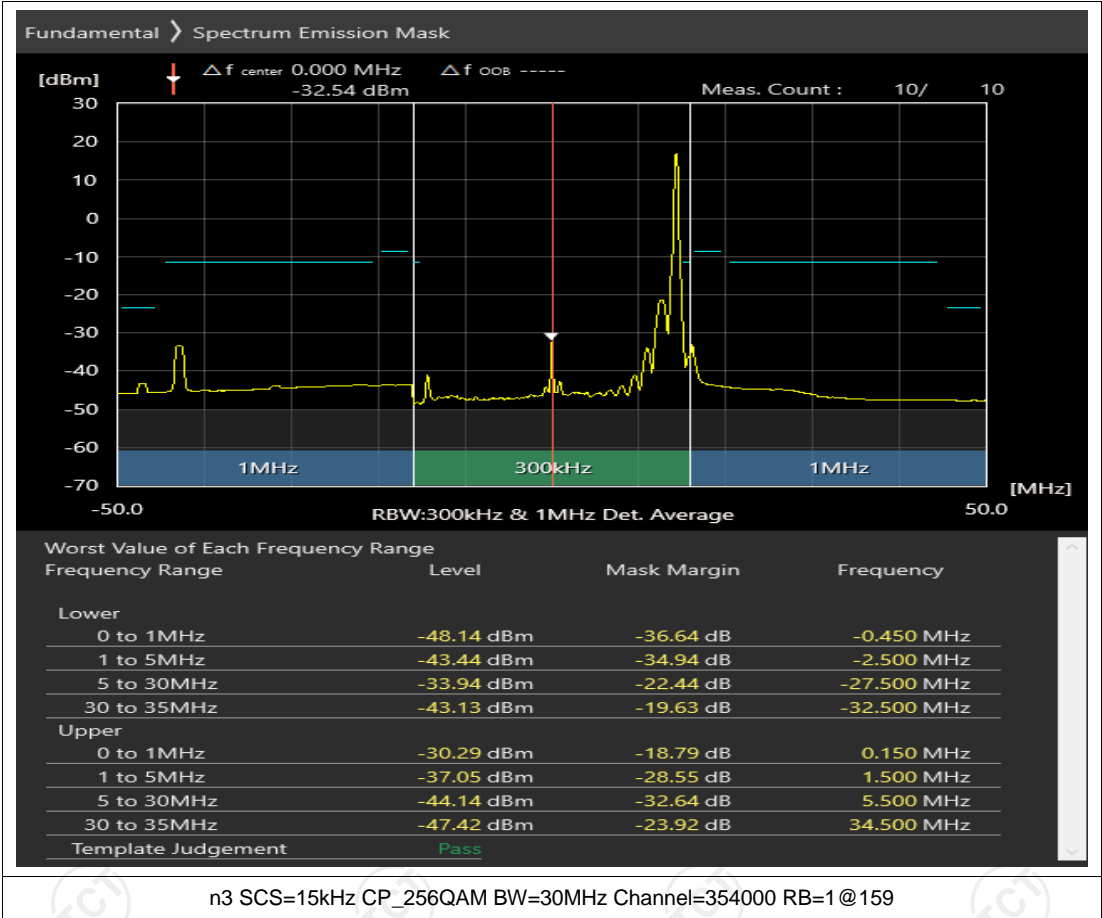 Fundamental ❯ Spectrum Emission Mask
[dBm] △f center 0.000 MHz △f OOB -----
-32.54 dBm Meas. Count : 10/ 10
30
20
10
0
-10
-20
-30
-40
-50
-60
1MHz 300kHz 1MHz
-70
[MHz]
-50.0 RBW:300kHz & 1MHz Det. Average 50.0
Worst Value of Each Frequency Range
Frequency Range Level Mask Margin Frequency
Lower
0 to 1MHz -48.14 dBm -36.64 dB -0.450 MHz
1 to 5MHz -43.44 dBm -34.94 dB -2.500 MHz
5 to 30MHz -33.94 dBm -22.44 dB -27.500 MHz
30 to 35MHz -43.13 dBm -19.63 dB -32.500 MHz
Upper
0 to 1MHz -30.29 dBm -18.79 dB 0.150 MHz
1 to 5MHz -37.05 dBm -28.55 dB 1.500 MHz
5 to 30MHz -44.14 dBm -32.64 dB 5.500 MHz
30 to 35MHz -47.42 dBm -23.92 dB 34.500 MHz
Template Judgement Pass
n3 SCS=15kHz CP_256QAM BW=30MHz Channel=354000 RB=1@159
TCT TCT TCT TCT